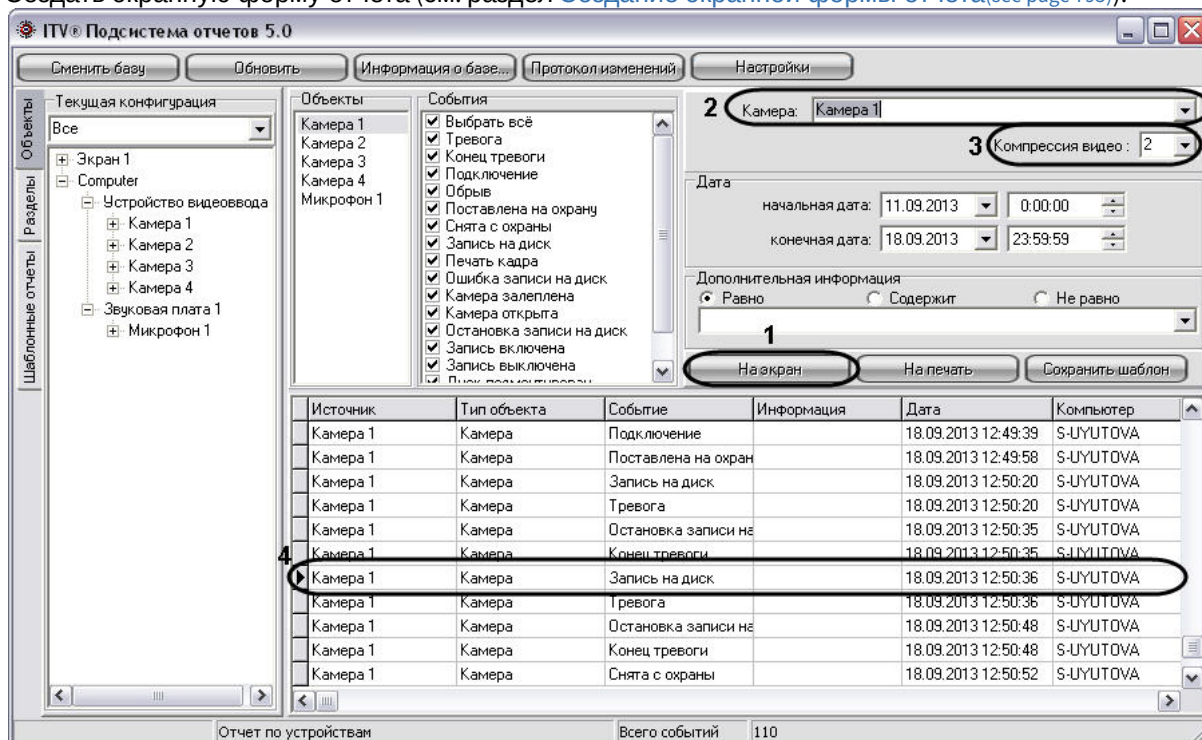 Создать экранную форму отчета (см. раздел Создание экранной формы отчета(see page 198)).
ITV® Подсистема отчетов 5.0
Сменить базу Обновить Информация о базе... Протокол изменений Настройки
Объекты
Разделы
Шаблонные отчеты
Текущая конфигурация
Все
Экран 1
Computer
Устройство видеоввода
Камера 1
Камера 2
Камера 3
Камера 4
Звуковая плата 1
Микрофон 1
Объекты
Камера 1
Камера 2
Камера 3
Камера 4
Микрофон 1
События
Выбрать всё
Тревога
Конец тревоги
Подключение
Обрыв
Поставлена на охрану
Снята с охраны
Запись на диск
Печать кадра
Ошибка записи на диск
Камера залеплена
Камера открыта
Остановка записи на диск
Запись включена
Запись выключена
2 Камера: Камера 1
3 Компрессия видео : 2
Дата
начальная дата: 11.09.2013 0:00:00
конечная дата: 18.09.2013 23:59:59
Дополнительная информация
Равно Содержит Не равно
1
На экран На печать Сохранить шаблон
Источник Тип объекта Событие Информация Дата Компьютер
Камера 1 Камера Подключение 18.09.2013 12:49:39 S-UYUTOVA
Камера 1 Камера Поставлена на охран 18.09.2013 12:49:58 S-UYUTOVA
Камера 1 Камера Запись на диск 18.09.2013 12:50:20 S-UYUTOVA
Камера 1 Камера Тревога 18.09.2013 12:50:20 S-UYUTOVA
Камера 1 Камера Остановка записи на 18.09.2013 12:50:35 S-UYUTOVA
Камера 1 Камера Конец тревоги 18.09.2013 12:50:35 S-UYUTOVA
4 Камера 1 Камера Запись на диск 18.09.2013 12:50:36 S-UYUTOVA
Камера 1 Камера Тревога 18.09.2013 12:50:36 S-UYUTOVA
Камера 1 Камера Остановка записи на 18.09.2013 12:50:48 S-UYUTOVA
Камера 1 Камера Конец тревоги 18.09.2013 12:50:48 S-UYUTOVA
Камера 1 Камера Снята с охраны 18.09.2013 12:50:52 S-UYUTOVA
Отчет по устройствам Всего событий 110